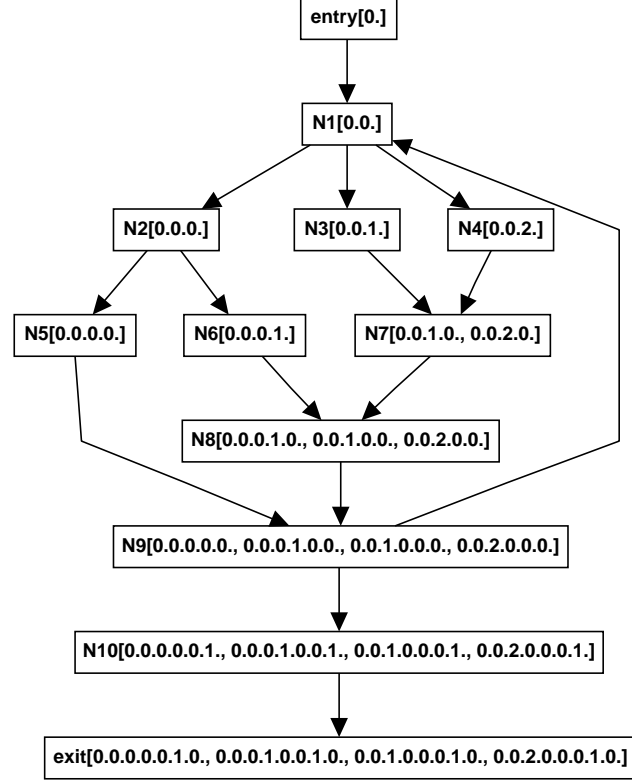 entry[0.]
N1[0.0.]
N2[0.0.0.]
N3[0.0.1.]
N4[0.0.2.]
N5[0.0.0.0.]
N6[0.0.0.1.]
N7[0.0.1.0., 0.0.2.0.]
N8[0.0.0.1.0., 0.0.1.0.0., 0.0.2.0.0.]
N9[0.0.0.0.0., 0.0.0.1.0.0., 0.0.1.0.0.0., 0.0.2.0.0.0.]
N10[0.0.0.0.0.1., 0.0.0.1.0.0.1., 0.0.1.0.0.0.1., 0.0.2.0.0.0.1.]
exit[0.0.0.0.0.1.0., 0.0.0.1.0.0.1.0., 0.0.1.0.0.0.1.0., 0.0.2.0.0.0.1.0.]